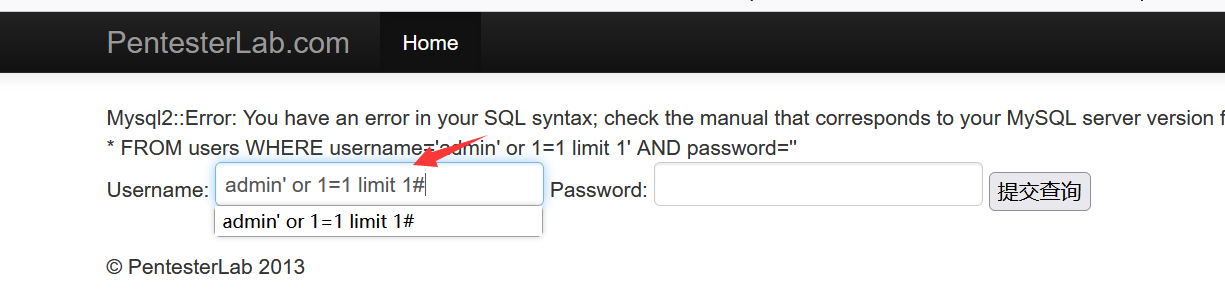 PentesterLab.com Home
Mysql2::Error: You have an error in your SQL syntax; check the manual that corresponds to your MySQL server version f
* FROM users WHERE username='admin' or 1=1 limit 1' AND password=''
Username: admin' or 1=1 limit 1# Password: 提交查询
admin' or 1=1 limit 1#
© PentesterLab 2013